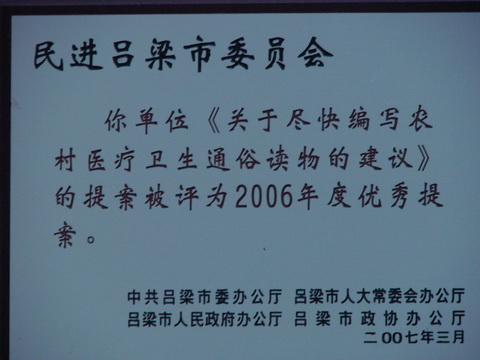 民进吕梁市委员会
你单位《关于尽快编写农
村医疗卫生通俗读物的建议》
的提案被评为2006年度优秀提
案。
中共吕梁市委办公厅 吕梁市人大常委会办公厅
吕梁市人民政府办公厅 吕梁市政协办公厅
二00七年三月